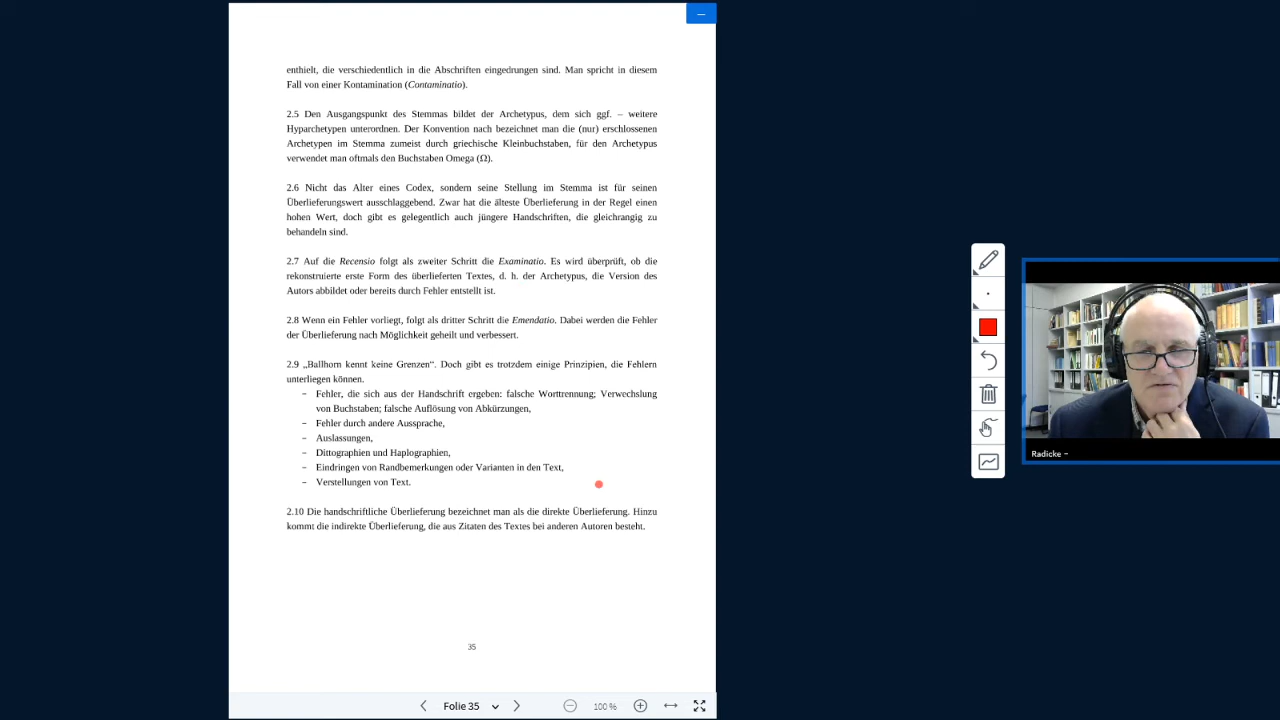 enthielt, die verschiedentlich in die Abschriften eingedrungen sind. Man spricht in diesem
Fall von einer Kontamination (Contaminatio).
2.5 Den Ausgangspunkt des Stemmas bildet der Archetypus, dem sich ggf. – weitere
Hyparchetypen unterordnen. Der Konvention nach bezeichnet man die (nur) erschlossenen
Archetypen im Stemma zumeist durch griechische Kleinbuchstaben, für den Archetypus
verwendet man oftmals den Buchstaben Omega (Ω).
2.6 Nicht das Alter eines Codex, sondern seine Stellung im Stemma ist für seinen
Überlieferungswert ausschlaggebend. Zwar hat die älteste Überlieferung in der Regel einen
hohen Wert, doch gibt es gelegentlich auch jüngere Handschriften, die gleichrangig zu
behandeln sind.
2.7 Auf die Recensio folgt als zweiter Schritt die Examinatio. Es wird überprüft, ob die
rekonstruierte erste Form des überlieferten Textes, d. h. der Archetypus, die Version des
Autors abbildet oder bereits durch Fehler entstellt ist.
2.8 Wenn ein Fehler vorliegt, folgt als dritter Schritt die Emendatio. Dabei werden die Fehler
der Überlieferung nach Möglichkeit geheilt und verbessert.
2.9 „Ballhorn kennt keine Grenzen“. Doch gibt es trotzdem einige Prinzipien, die Fehlern
unterliegen können.
– Fehler, die sich aus der Handschrift ergeben: falsche Worttrennung; Verwechslung
von Buchstaben; falsche Auflösung von Abkürzungen,
– Fehler durch andere Aussprache,
– Auslassungen,
– Dittographien und Haplographien,
– Eindringen von Randbemerkungen oder Varianten in den Text,
– Verstellungen von Text.
2.10 Die handschriftliche Überlieferung bezeichnet man als die direkte Überlieferung. Hinzu
kommt die indirekte Überlieferung, die aus Zitaten des Textes bei anderen Autoren besteht.
35
Folie 35
100 %
Radicke –